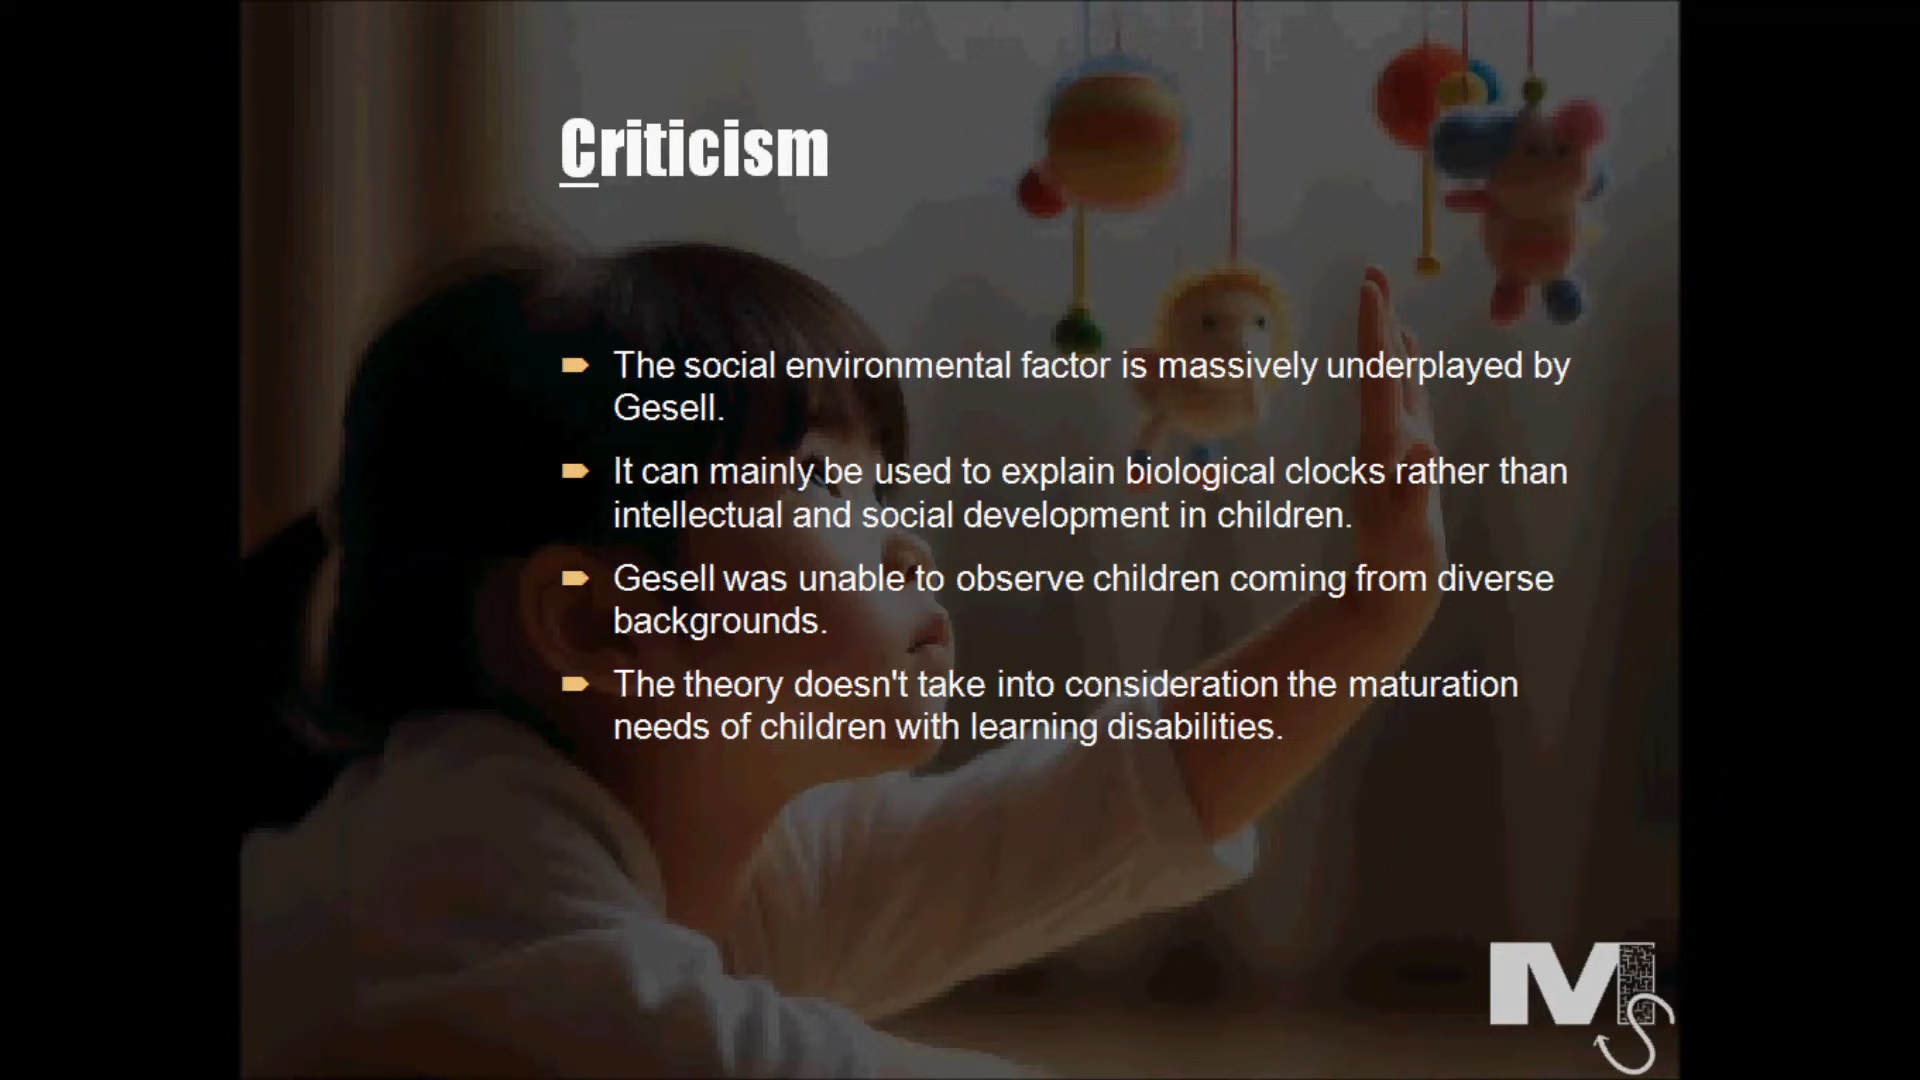 Criticism
The social environmental factor is massively underplayed by
Gesell.
It can mainly be used to explain biological clocks rather than
intellectual and social development in children.
Gesell was unable to observe children coming from diverse
backgrounds.
The theory doesn't take into consideration the maturation
needs of children with learning disabilities.
MS